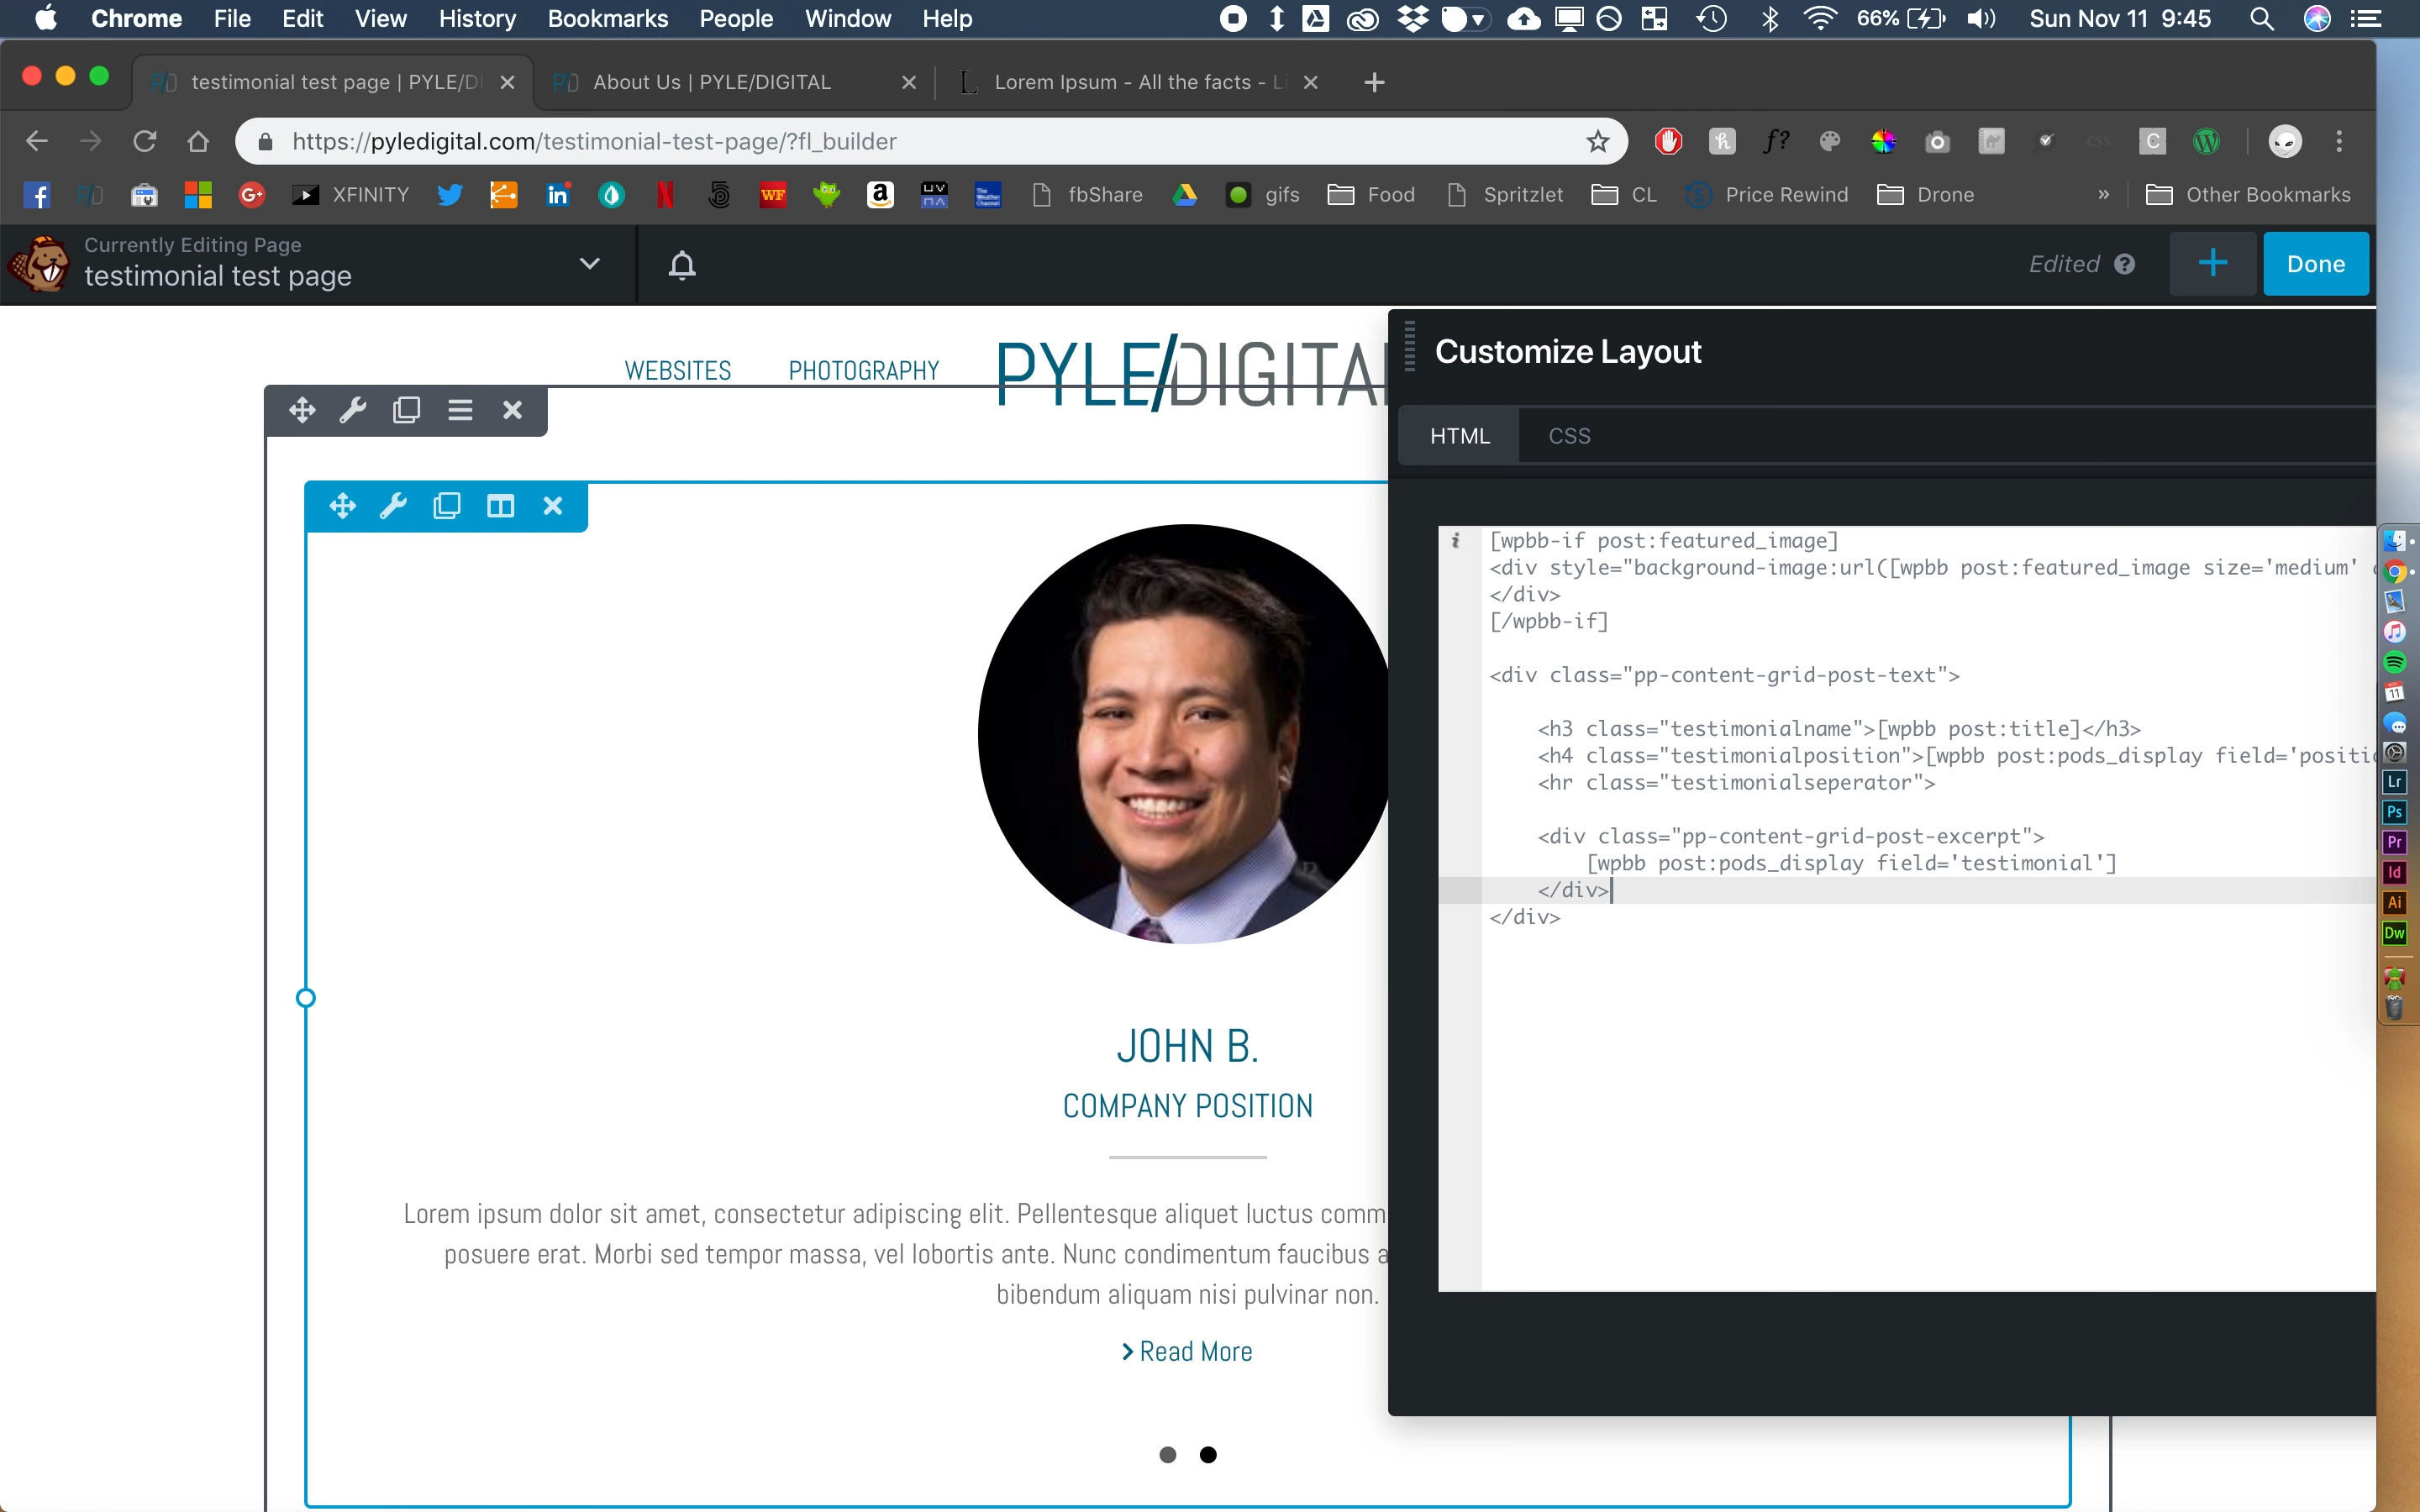 Chrome File Edit View History Bookmarks People Window Help 66% Sun Nov 11 9:45
testimonial test page | PYLE/DI
About Us | PYLE/DIGITAL
Lorem Ipsum - All the facts - Li
https://pyledigital.com/testimonial-test-page/?fl_builder
XFINITY fbShare gifs Food Spritzlet CL Price Rewind Drone » Other Bookmarks
Currently Editing Page
testimonial test page
Edited
Done
WEBSITES PHOTOGRAPHY PYLE/DIGITAL
Customize Layout
HTML CSS
[wpbb-if post:featured_image]
<div style="background-image:url([wpbb post:featured_image size='medium'
</div>
[/wpbb-if]
<div class="pp-content-grid-post-text">
<h3 class="testimonialname">[wpbb post:title]</h3>
<h4 class="testimonialposition">[wpbb post:pods_display field='positic
<hr class="testimonialseperator">
<div class="pp-content-grid-post-excerpt">
[wpbb post:pods_display field='testimonial']
</div>
</div>
JOHN B.
COMPANY POSITION
Lorem ipsum dolor sit amet, consectetur adipiscing elit. Pellentesque aliquet luctus comm
posuere erat. Morbi sed tempor massa, vel lobortis ante. Nunc condimentum faucibus a
bibendum aliquam nisi pulvinar non.
Read More
Lr
Ps
Pr
Id
Ai
Dw